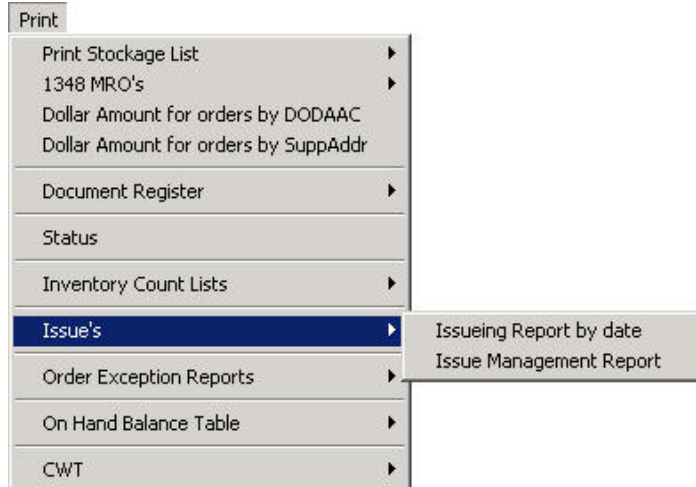 Print
Print Stockage List
1348 MRO's
Dollar Amount for orders by DODAAC
Dollar Amount for orders by SuppAddr
Document Register
Status
Inventory Count Lists
Issue's
Issueing Report by date
Issue Management Report
Order Exception Reports
On Hand Balance Table
CWT